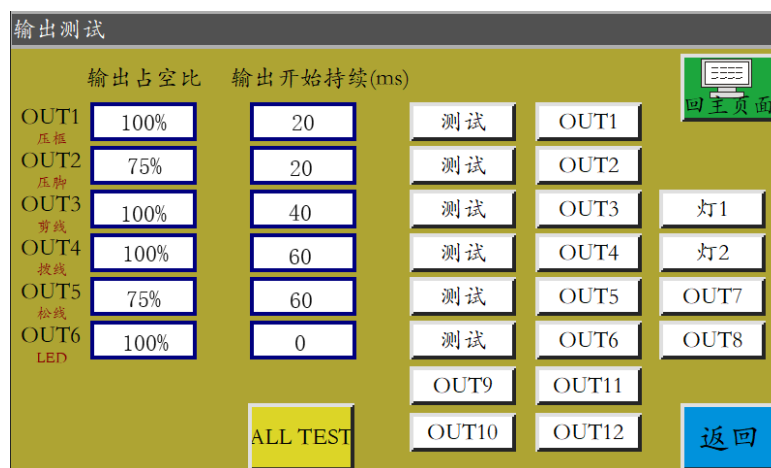 输出测试
输出占空比 输出开始持续(ms)
回主页面
OUT1 100% 20 测试 OUT1
压框
OUT2 75% 20 测试 OUT2
压脚
OUT3 100% 40 测试 OUT3 灯1
剪线
OUT4 100% 60 测试 OUT4 灯2
拨线
OUT5 75% 60 测试 OUT5 OUT7
松线
OUT6 100% 0 测试 OUT6 OUT8
LED
OUT9 OUT11
ALL TEST OUT10 OUT12 返回